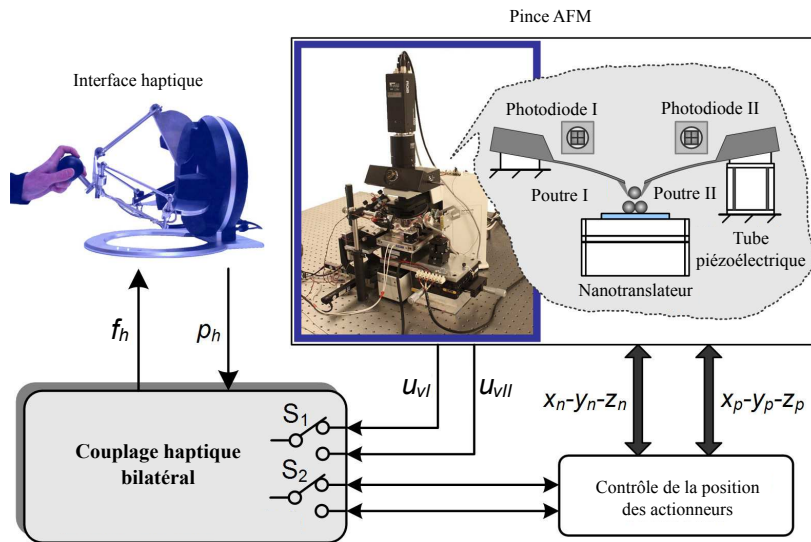 Pince AFM
Interface haptique
Photodiode I
Photodiode II
Poutre I
Poutre II
Tube
piézoélectrique
Nanotranslateur
f_h
p_h
u_vI
u_vII
x_n-y_n-z_n
x_p-y_p-z_p
S_1
S_2
Couplage haptique
bilatéral
Contrôle de la position
des actionneurs